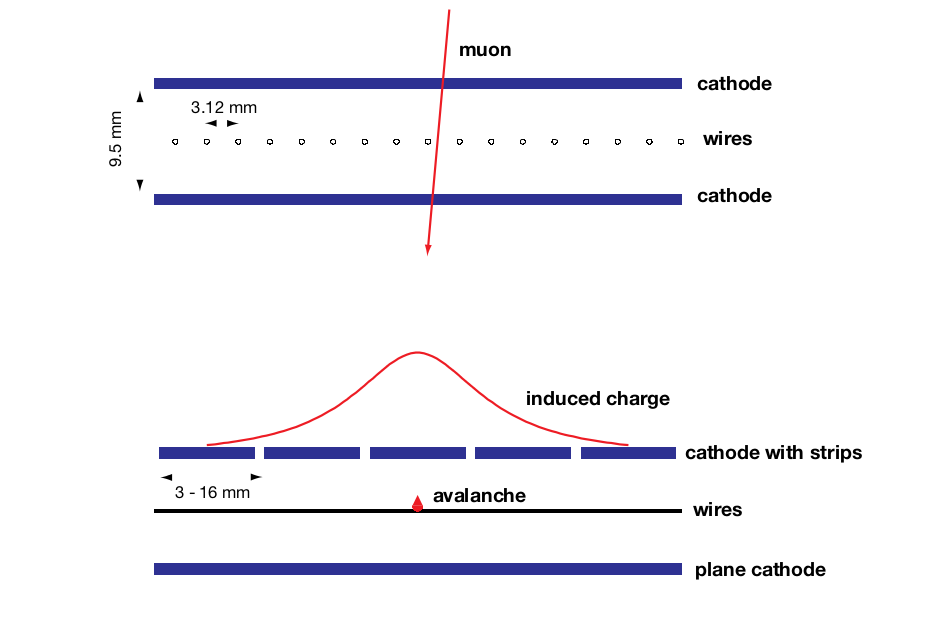 muon
cathode
3.12 mm
9.5 mm
wires
cathode
induced charge
cathode with strips
3 - 16 mm
avalanche
wires
plane cathode